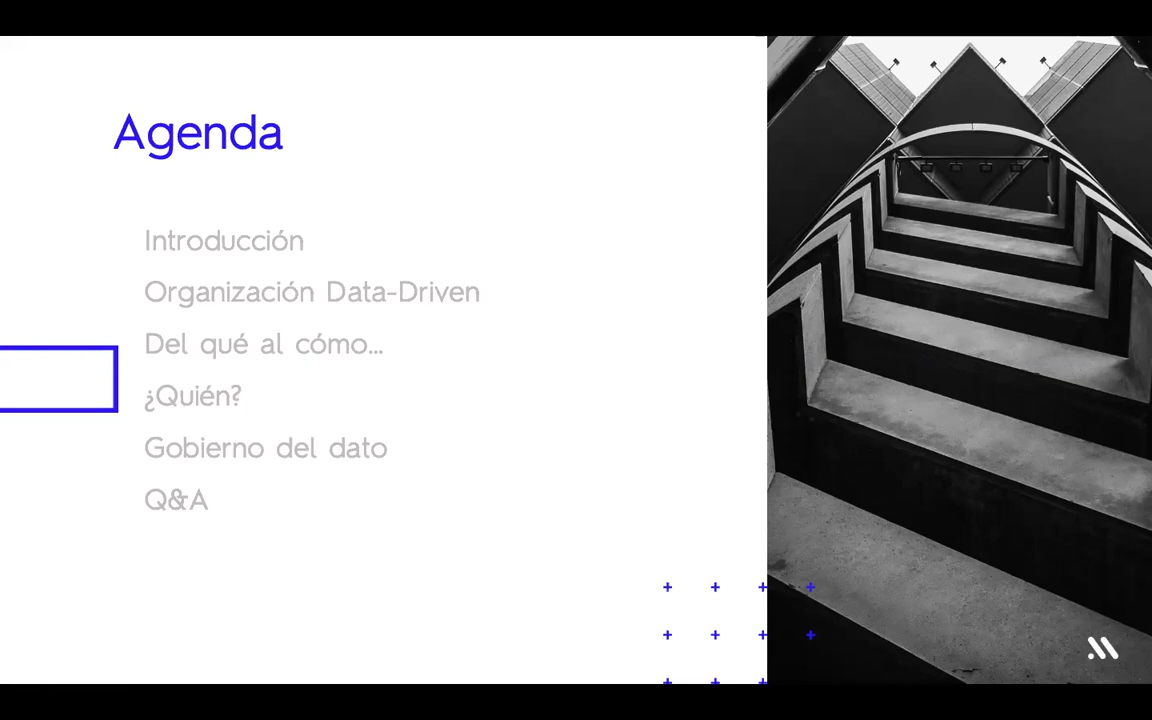 Agenda
Introducción
Organización Data-Driven
Del qué al cómo...
¿Quién?
Gobierno del dato
Q&A